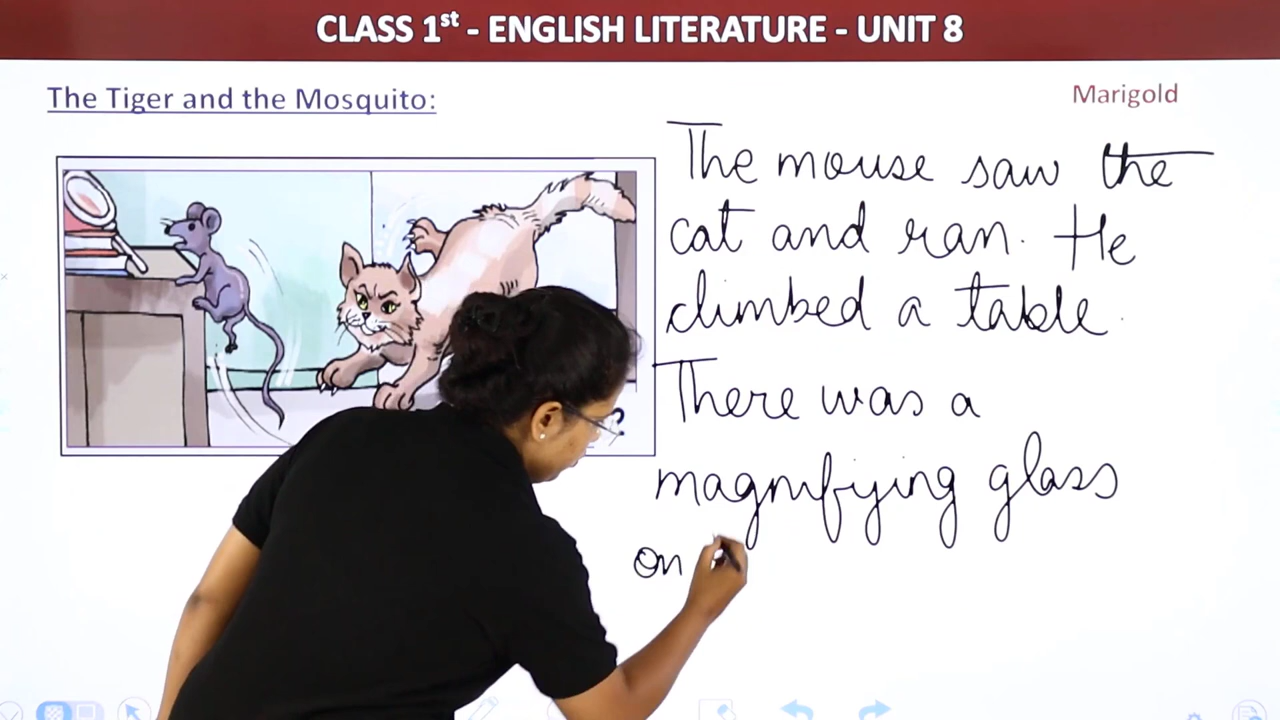 CLASS 1st - ENGLISH LITERATURE - UNIT 8
The Tiger and the Mosquito:
Marigold
The mouse saw the
cat and ran. He
climbed a table.
There was a
magnifying glass
on
?